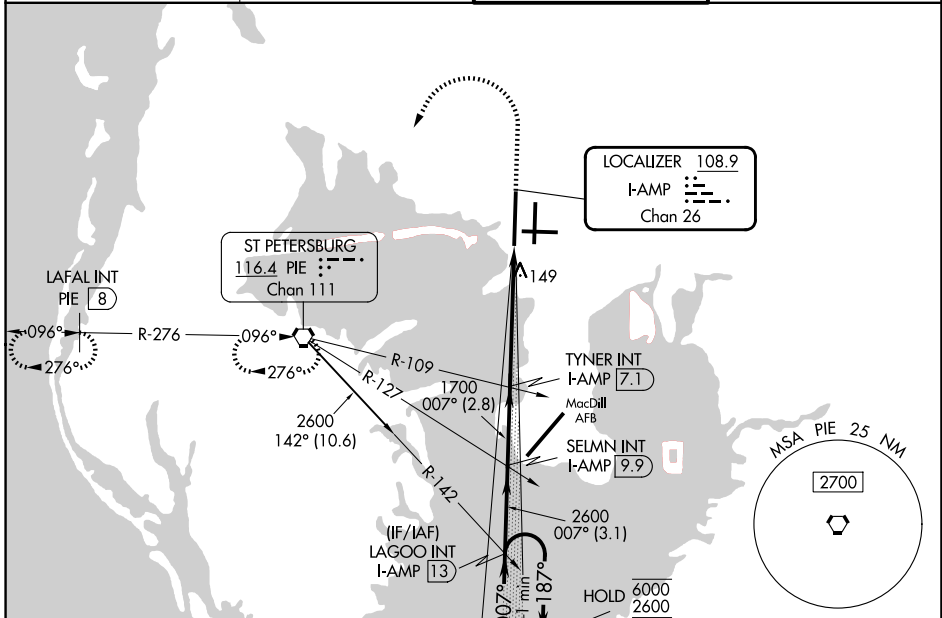 LOCALIZER 108.9
I-AMP
Chan 26
ST PETERSBURG
116.4 PIE
Chan 111
149
LAFAL INT
PIE 8
096°
R-276
096°
276°
276°
R-109
TYNER INT
I-AMP 7.1
R-127
1700
007° (2.8)
MacDill
AFB
2600
142° (10.6)
SELMN INT
I-AMP 9.9
MSA PIE 25 NM
2700
R-142
2600
007° (3.1)
(IF/IAF)
LAGOO INT
I-AMP 13
007°
1 min
187°
HOLD 6000
2600